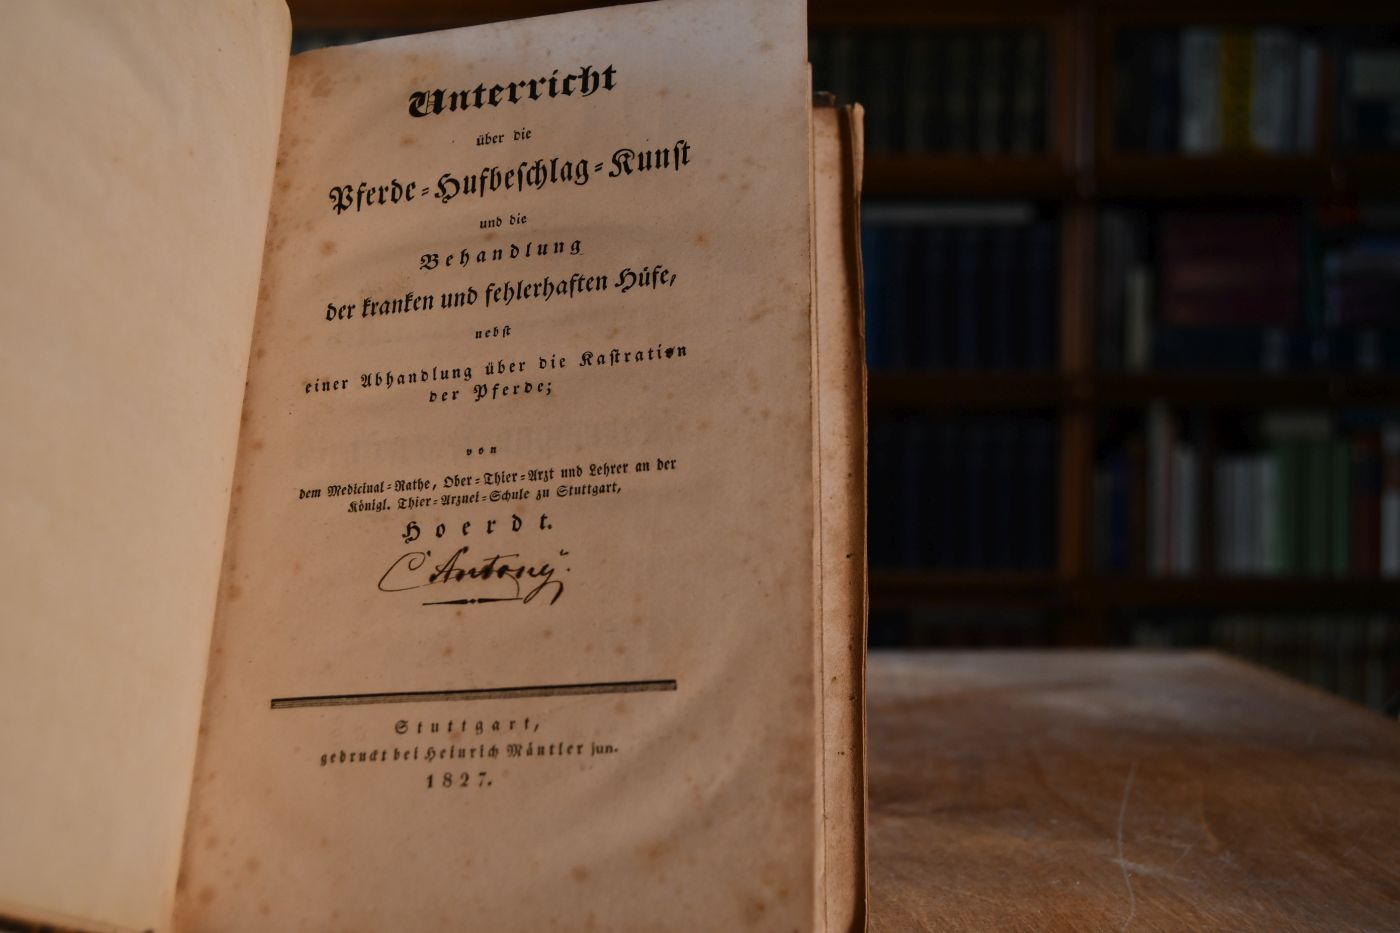 Unterricht
über die
Pferde-Hufbeschlag-Kunst
und die
Behandlung
der kranken und fehlerhaften Hüfe,
nebst
einer Abhandlung über die Kastration
der Pferde;
von
dem Medicinal-Rathe, Ober-Thier-Arzt und Lehrer an der
Königl. Thier-Arznei-Schule zu Stuttgart,
Hoerdt.
C Antony.
Stuttgart,
gedruckt bei Heinrich Mäntler jun.
1827.